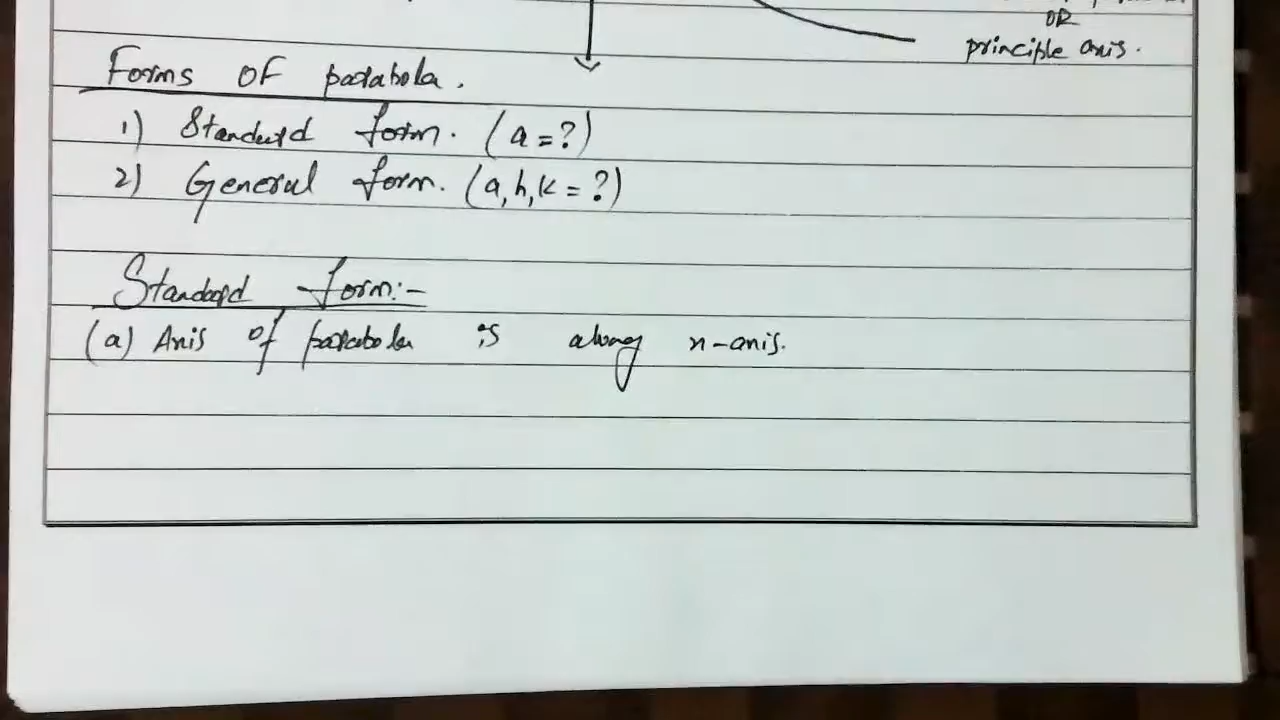 OR
principle axis.
Forms OF parabola.
1) Standard form. (a=?)
2) General form. (a,h,k=?)
Standard form:-
(a) Axis of parabola is along x-axis.